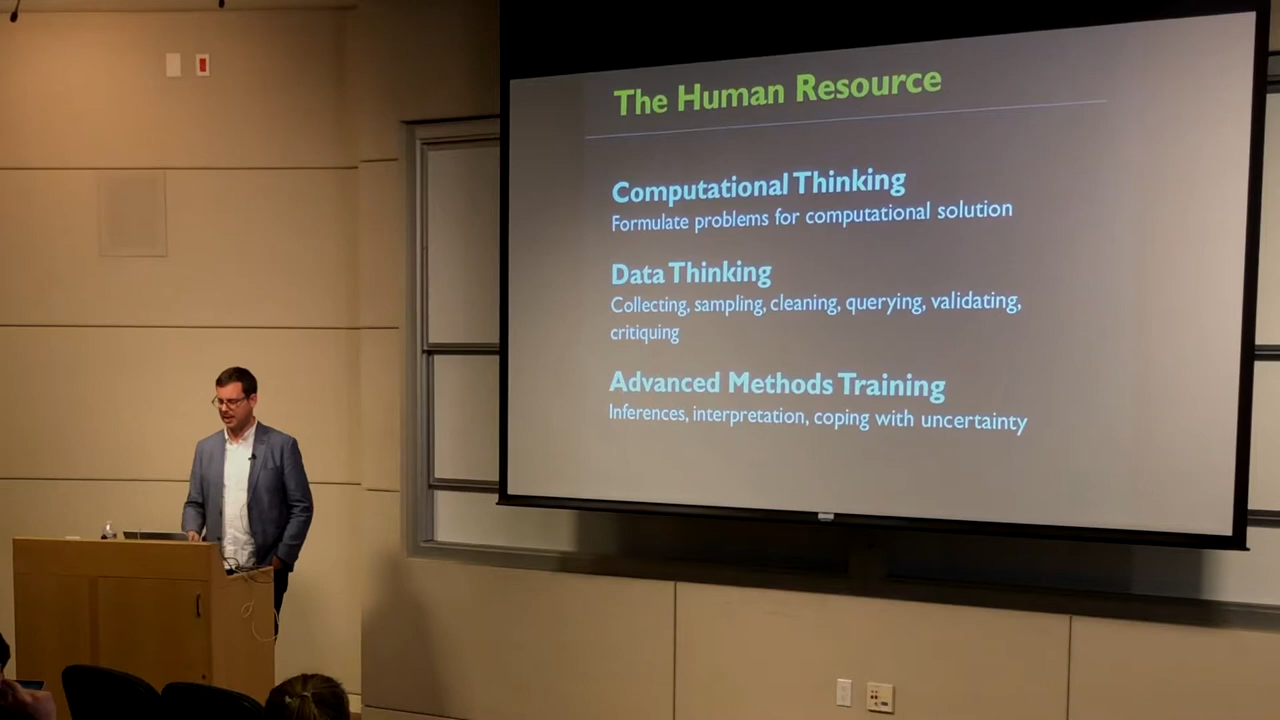 The Human Resource
Computational Thinking
Formulate problems for computational solution
Data Thinking
Collecting, sampling, cleaning, querying, validating,
critiquing
Advanced Methods Training
Inferences, interpretation, coping with uncertainty